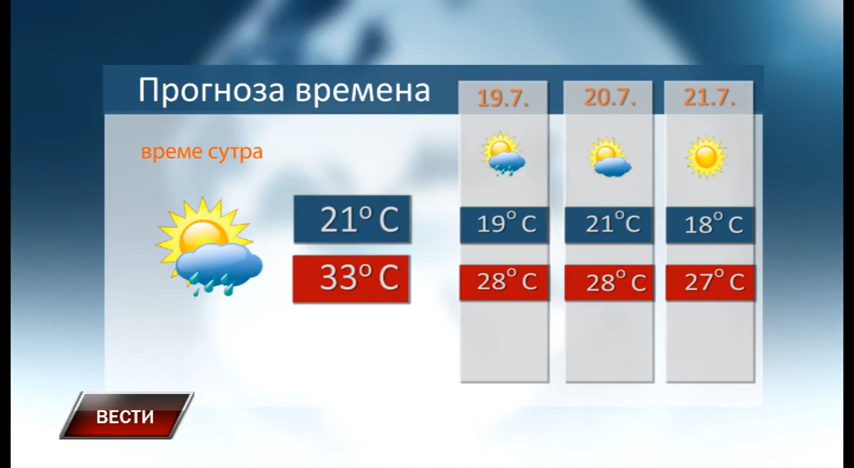 Прогноза времена
време сутра
21° C
33° C
19.7.
20.7.
21.7.
19° C
21°C
18° C
28° C
28° C
27° C
ВЕСТИ